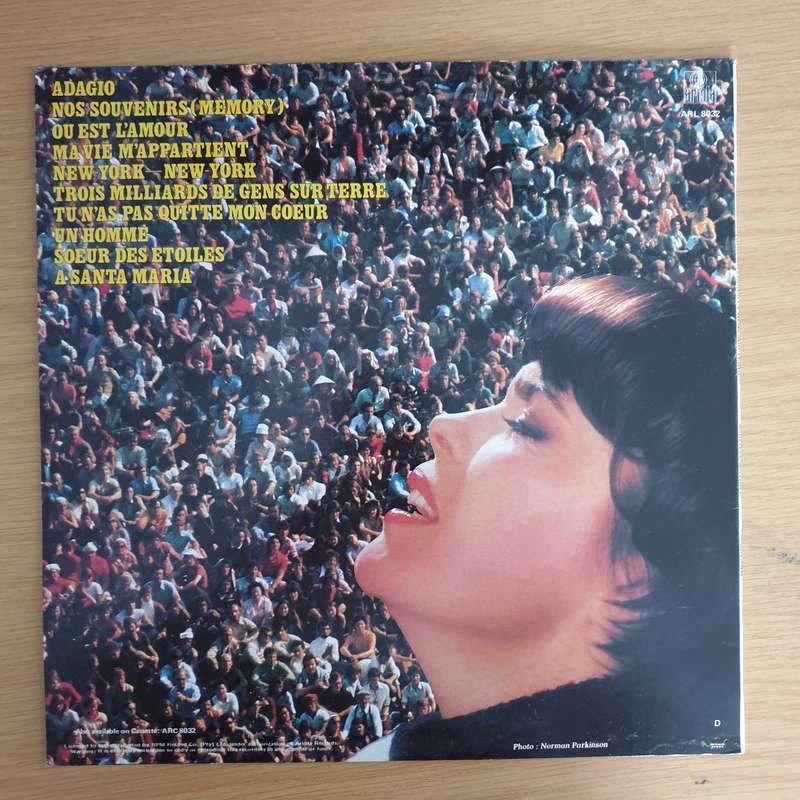 ADAGIO
NOS SOUVENIRS (MEMORY)
OU EST L'AMOUR
MA VIE M'APPARTIENT
NEW YORK—NEW-YORK
TROIS MILLIARDS DE GENS SUR TERRE
TU N'AS PAS QUITTE MON COEUR
UN HOMME
SOEUR DES ETOILES
A SANTA MARIA
ariola
ARL 8032
Also available on Cassette: ARC 8032
D
Photo : Norman Parkinson